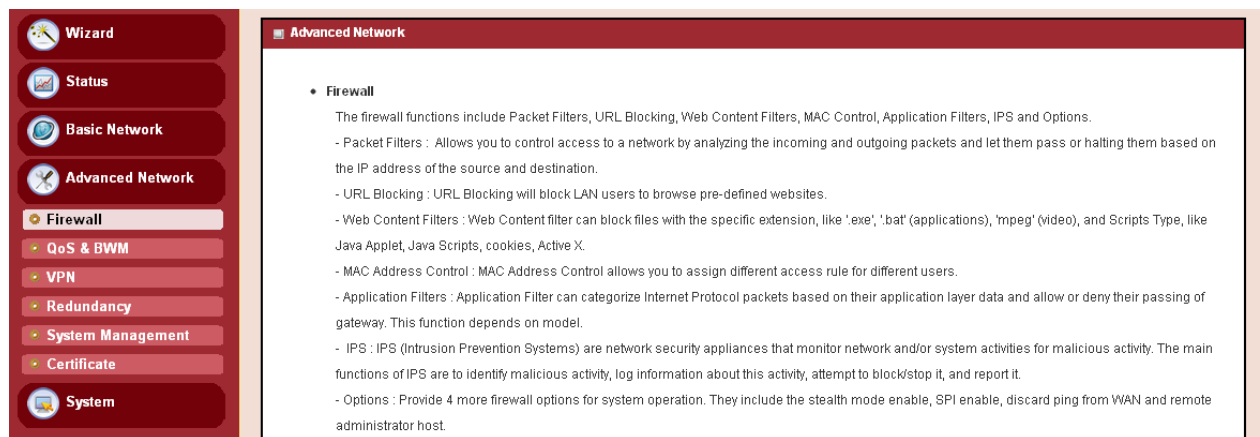 Wizard
Status
Basic Network
Advanced Network
Firewall
QoS & BWM
VPN
Redundancy
System Management
Certificate
System
Advanced Network
• Firewall
The firewall functions include Packet Filters, URL Blocking, Web Content Filters, MAC Control, Application Filters, IPS and Options.
- Packet Filters : Allows you to control access to a network by analyzing the incoming and outgoing packets and let them pass or halting them based on
the IP address of the source and destination.
- URL Blocking : URL Blocking will block LAN users to browse pre-defined websites.
- Web Content Filters : Web Content filter can block files with the specific extension, like '.exe', '.bat' (applications), 'mpeg' (video), and Scripts Type, like
Java Applet, Java Scripts, cookies, Active X.
- MAC Address Control : MAC Address Control allows you to assign different access rule for different users.
- Application Filters : Application Filter can categorize Internet Protocol packets based on their application layer data and allow or deny their passing of
gateway. This function depends on model.
- IPS : IPS (Intrusion Prevention Systems) are network security appliances that monitor network and/or system activities for malicious activity. The main
functions of IPS are to identify malicious activity, log information about this activity, attempt to block/stop it, and report it.
- Options : Provide 4 more firewall options for system operation. They include the stealth mode enable, SPI enable, discard ping from WAN and remote
administrator host.